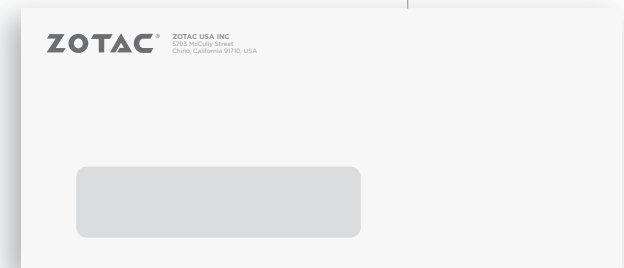 ZOTAC®
ZOTAC USA INC
5793 McCully Street
Chino, California 91710, USA